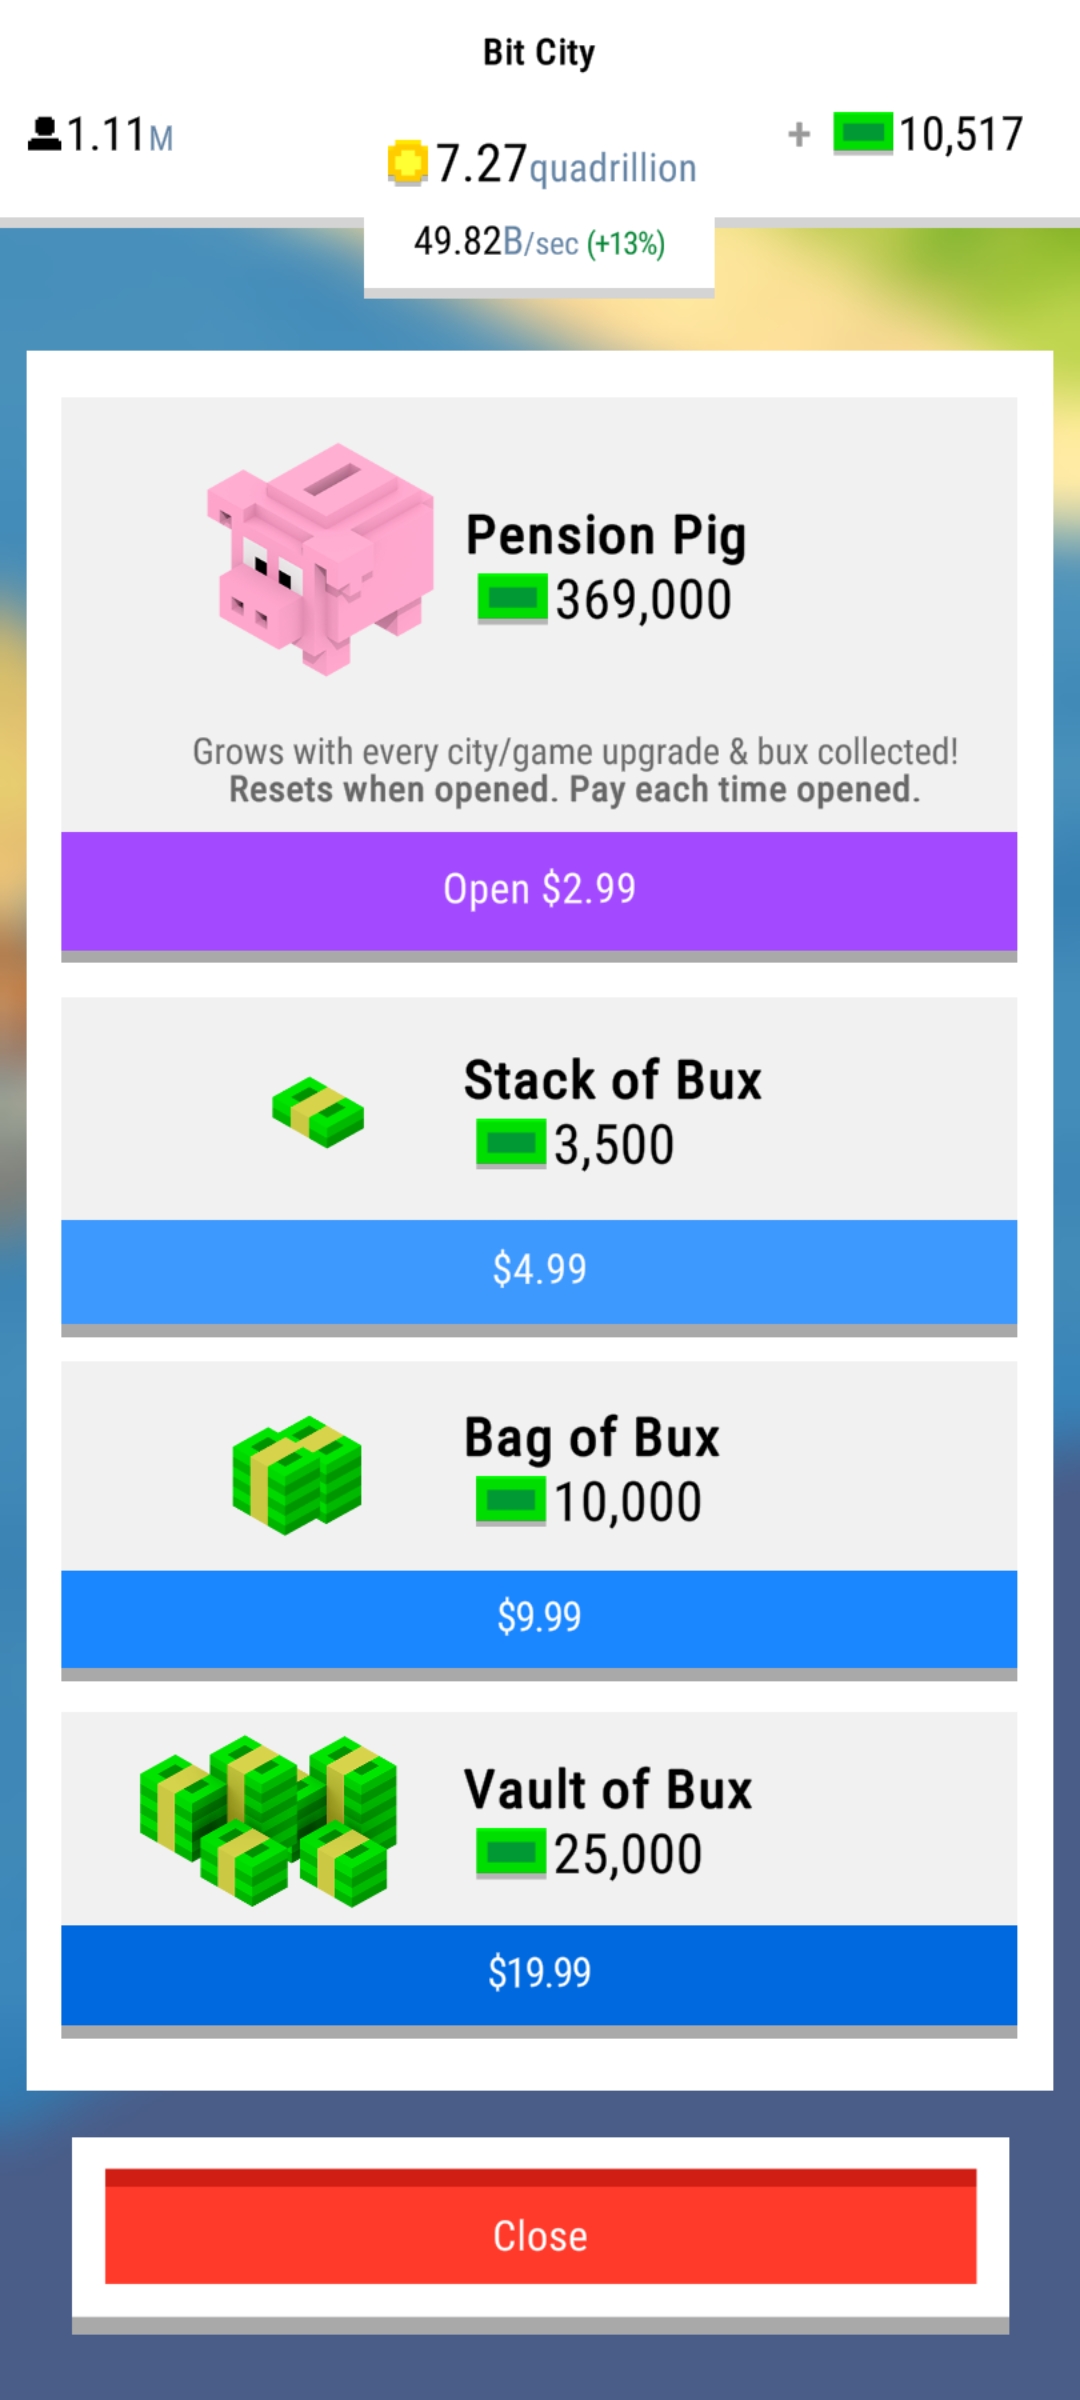 Bit City
1.11M
7.27quadrillion
+ 10,517
49.82B/sec (+13%)
Pension Pig
369,000
Grows with every city/game upgrade & bux collected!
Resets when opened. Pay each time opened.
Open $2.99
Stack of Bux
3,500
$4.99
Bag of Bux
10,000
$9.99
Vault of Bux
25,000
$19.99
Close